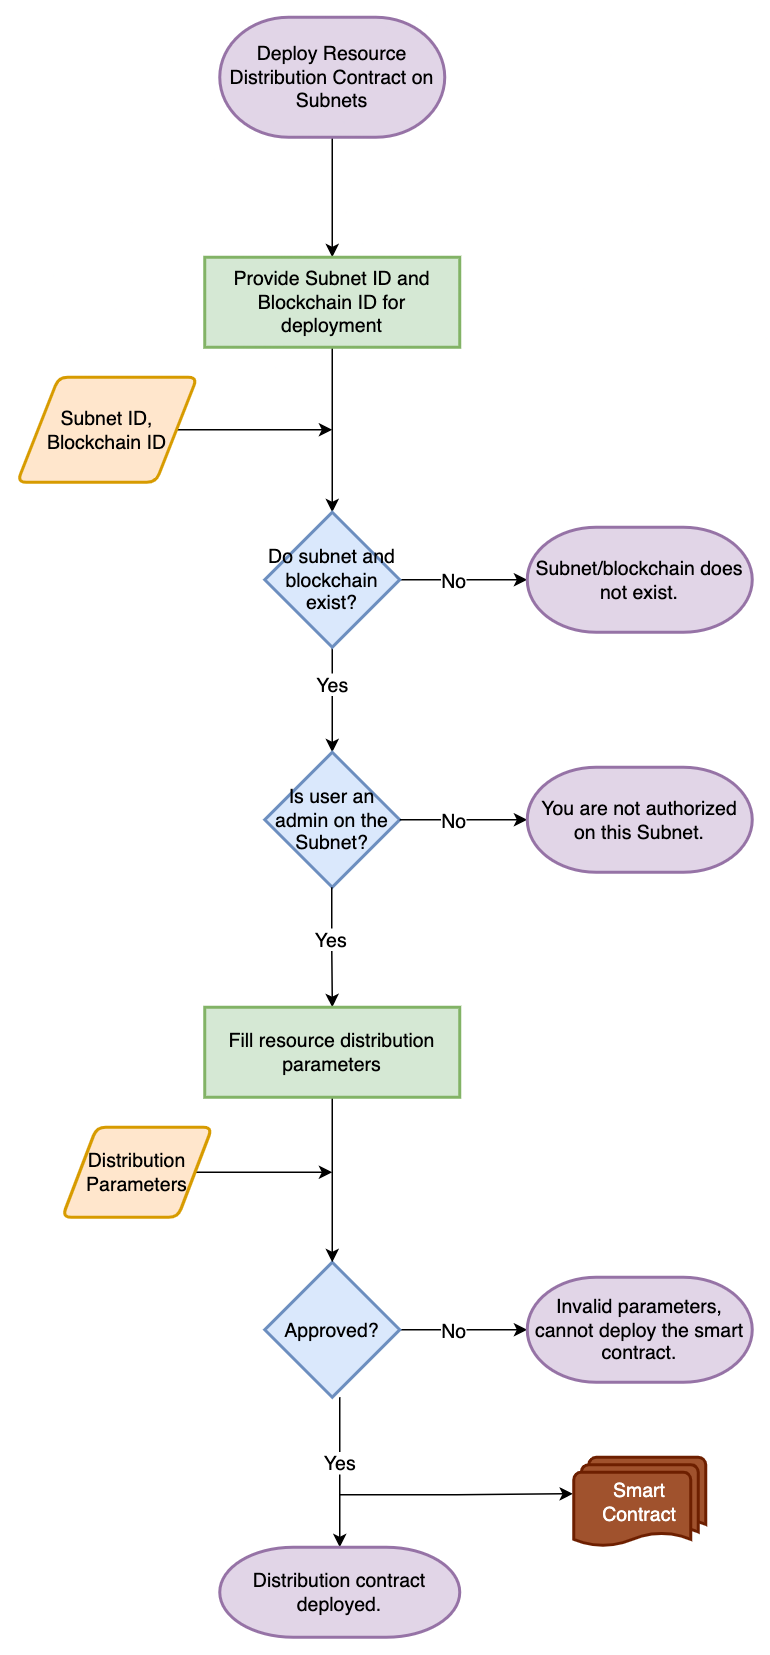 Deploy Resource
Distribution Contract on
Subnets
Provide Subnet ID and
Blockchain ID for
deployment
Subnet ID,
Blockchain ID
Do subnet and
blockchain
exist?
No
Subnet/blockchain does
not exist.
Yes
Is user an
admin on the
Subnet?
No
You are not authorized
on this Subnet.
Yes
Fill resource distribution
parameters
Distribution
Parameters
Approved?
No
Invalid parameters,
cannot deploy the smart
contract.
Yes
Smart
Contract
Distribution contract
deployed.